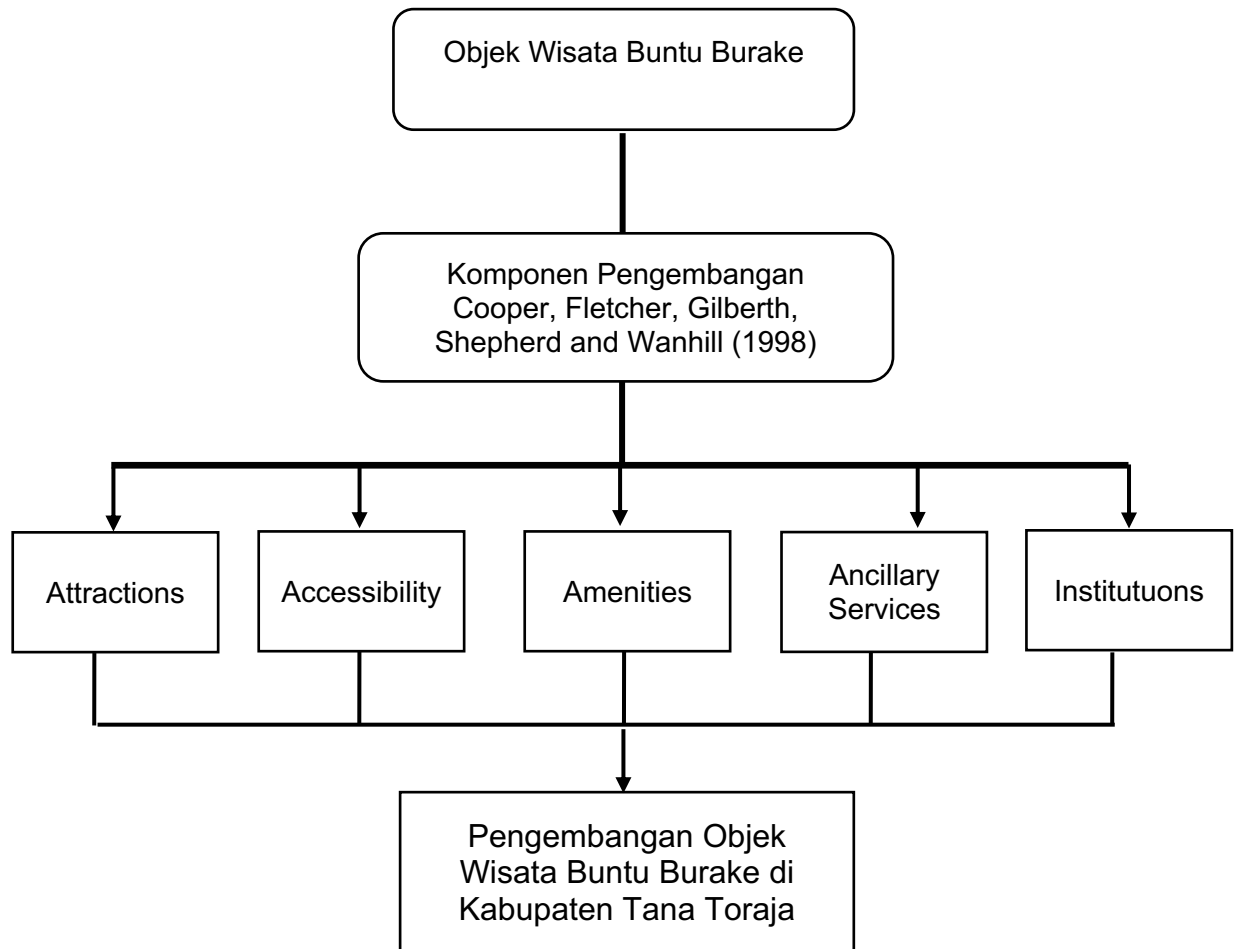 Objek Wisata Buntu Burake
Komponen Pengembangan
Cooper, Fletcher, Gilberth,
Shepherd and Wanhill (1998)
Attractions
Accessibility
Amenities
Ancillary
Services
Institutuons
Pengembangan Objek
Wisata Buntu Burake di
Kabupaten Tana Toraja